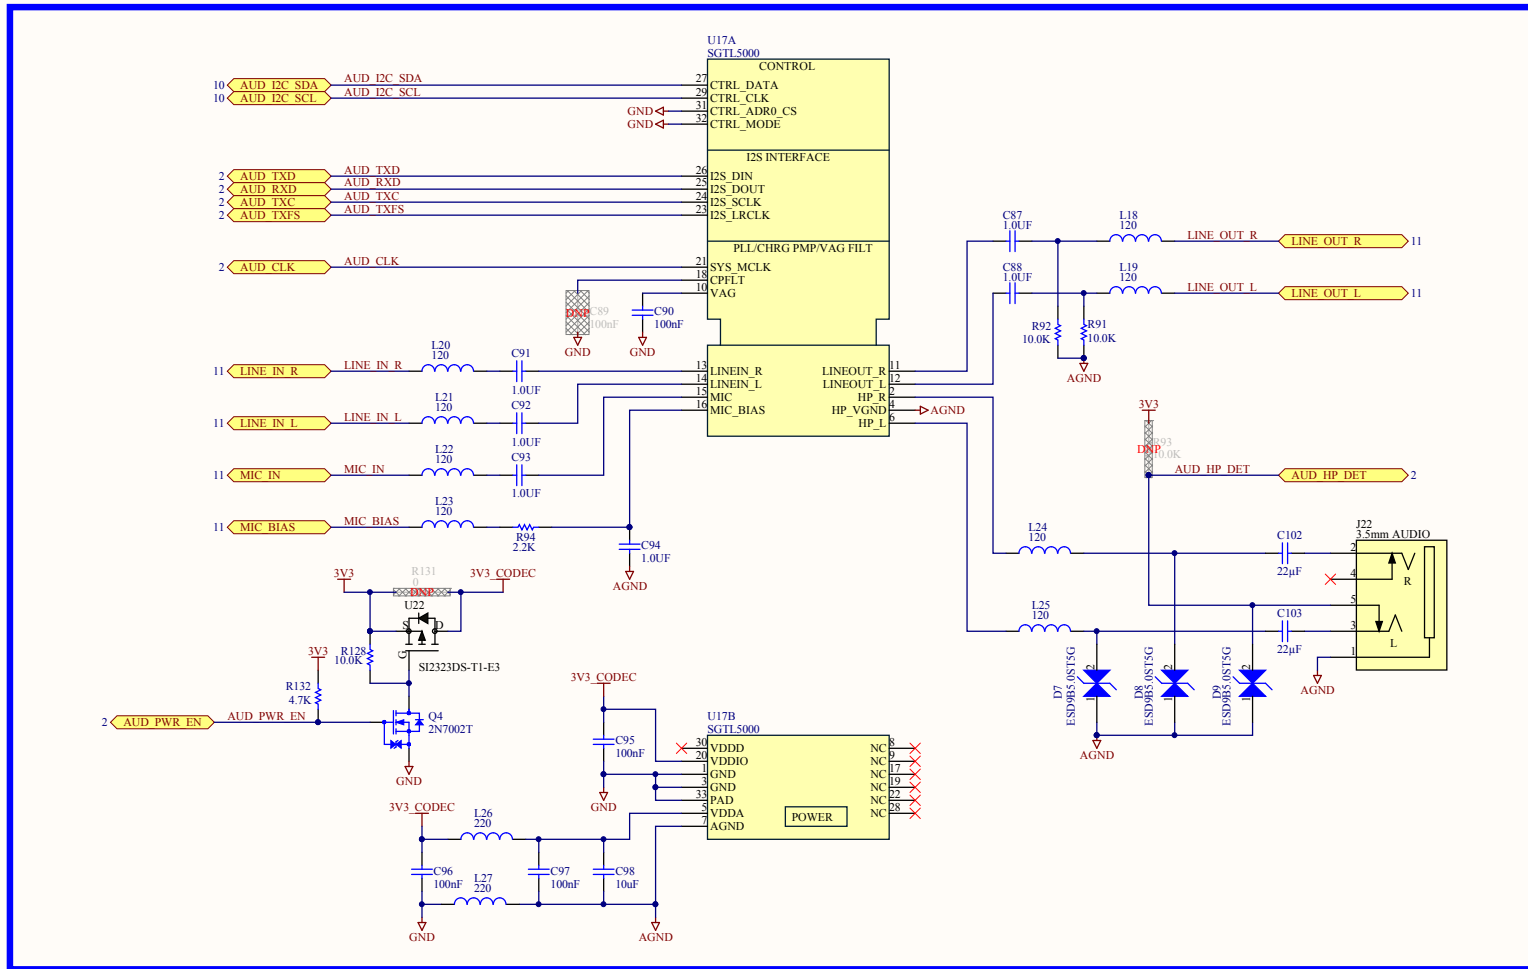 U17A
SGTL5000
CONTROL
10 AUD_I2C_SDA AUD_I2C_SDA 27 CTRL_DATA
10 AUD_I2C_SCL AUD_I2C_SCL 29 CTRL_CLK
GND 31 CTRL_ADR0_CS
GND 32 CTRL_MODE
I2S INTERFACE
2 AUD_TXD AUD_TXD 26 I2S_DIN
2 AUD_RXD AUD_RXD 25 I2S_DOUT
2 AUD_TXC AUD_TXC 24 I2S_SCLK
2 AUD_TXFS AUD_TXFS 23 I2S_LRCLK
PLL/CHRG PMP/VAG FILT
2 AUD_CLK AUD_CLK 21 SYS_MCLK
18 CPFLT
10 VAG
C89
DNP
100nF
GND
C90
100nF
GND
C87
1.0UF
L18
120
LINE_OUT_R LINE_OUT_R 11
C88
1.0UF
L19
120
LINE_OUT_L LINE_OUT_L 11
R92
10.0K
R91
10.0K
AGND
11 LINE_IN_R LINE_IN_R
L20
120
C91
1.0UF
13 LINEIN_R LINEOUT_R 11
14 LINEIN_L LINEOUT_L 12
15 MIC HP_R 2
16 MIC_BIAS HP_VGND 4 AGND
HP_L 6
11 LINE_IN_L LINE_IN_L
L21
120
C92
1.0UF
11 MIC_IN MIC_IN
L22
120
C93
1.0UF
11 MIC_BIAS MIC_BIAS
L23
120
R94
2.2K
C94
1.0UF
AGND
3V3
R93
DNP
10.0K
AUD_HP_DET AUD_HP_DET 2
L24
120
C102
22µF
J22
3.5mm AUDIO
2
4
R
5
3
L
1
L25
120
C103
22µF
AGND
D7
ESD9B5.0ST5G
2
1
D8
ESD9B5.0ST5G
2
1
D9
ESD9B5.0ST5G
2
1
AGND
3V3
R131
0
DNP
3V3_CODEC
U22
S D
G
SI2323DS-T1-E3
R128
10.0K
3V3
R132
4.7K
2 AUD_PWR_EN AUD_PWR_EN
Q4
2N7002T
GND
3V3_CODEC
C95
100nF
GND
U17B
SGTL5000
30 VDDD NC 8
20 VDDIO NC 9
1 GND NC 17
3 GND NC 19
33 PAD NC 22
5 VDDA NC 28
7 AGND
POWER
3V3_CODEC
L26
220
C96
100nF
L27
220
C97
100nF
C98
10uF
GND
AGND